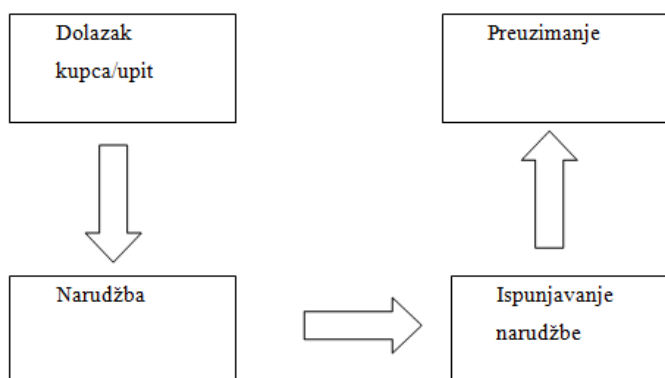 Dolazak
kupca/upit
Preuzimanje
Narudžba
Ispunjavanje
narudžbe